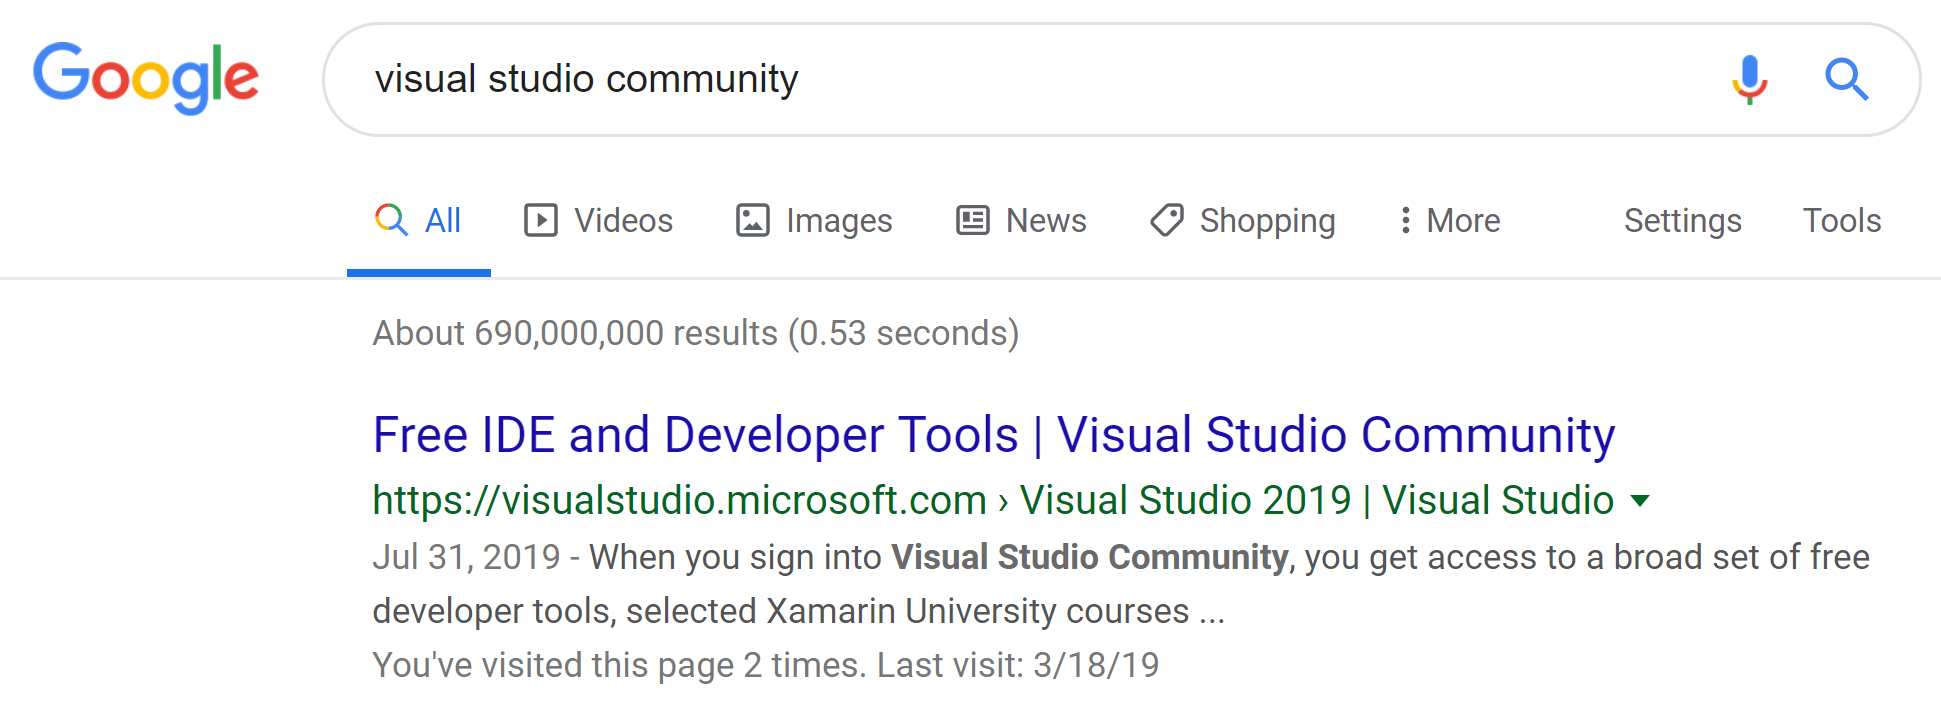 Google
visual studio community
All Videos Images News Shopping More Settings Tools
About 690,000,000 results (0.53 seconds)
Free IDE and Developer Tools | Visual Studio Community
https://visualstudio.microsoft.com › Visual Studio 2019 | Visual Studio
Jul 31, 2019 - When you sign into Visual Studio Community, you get access to a broad set of free
developer tools, selected Xamarin University courses ...
You've visited this page 2 times. Last visit: 3/18/19